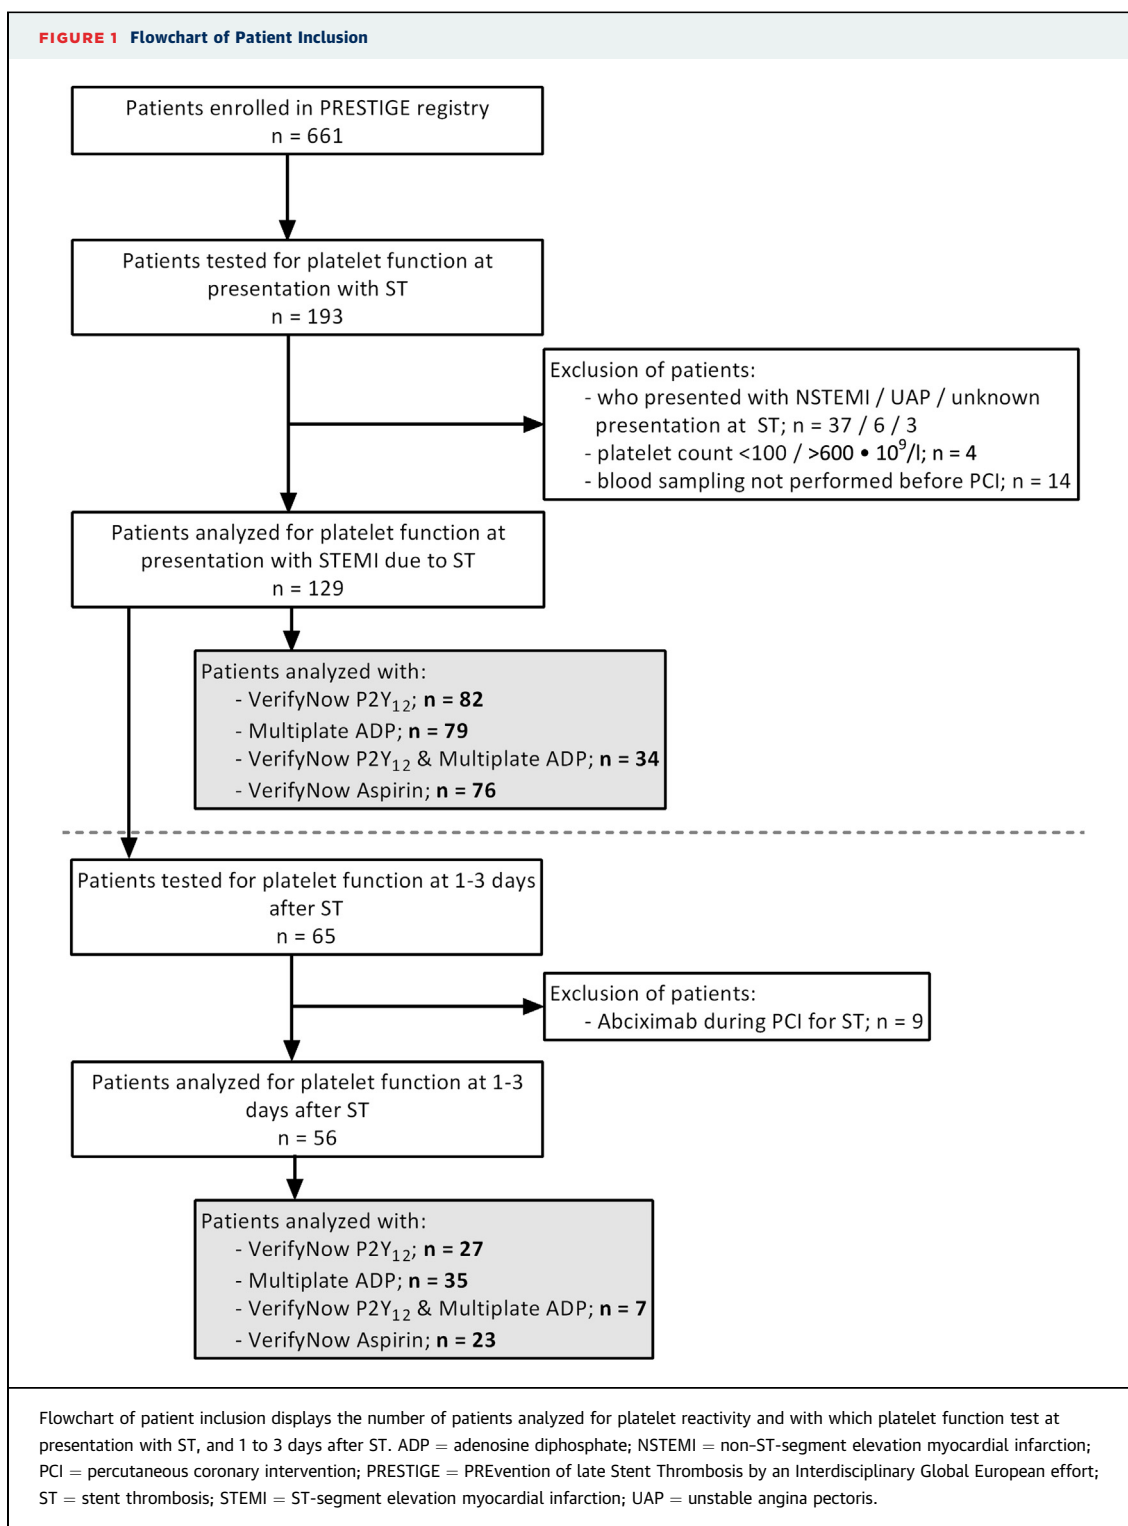 FIGURE 1 Flowchart of Patient Inclusion
Patients enrolled in PRESTIGE registry
n = 661
Patients tested for platelet function at
presentation with ST
n = 193
Exclusion of patients:
- who presented with NSTEMI / UAP / unknown
presentation at ST; n = 37 / 6 / 3
- platelet count <100 / >600 • 10⁹/l; n = 4
- blood sampling not performed before PCI; n = 14
Patients analyzed for platelet function at
presentation with STEMI due to ST
n = 129
Patients analyzed with:
- VerifyNow P2Y₁₂; n = 82
- Multiplate ADP; n = 79
- VerifyNow P2Y₁₂ & Multiplate ADP; n = 34
- VerifyNow Aspirin; n = 76
Patients tested for platelet function at 1-3 days
after ST
n = 65
Exclusion of patients:
- Abciximab during PCI for ST; n = 9
Patients analyzed for platelet function at 1-3
days after ST
n = 56
Patients analyzed with:
- VerifyNow P2Y₁₂; n = 27
- Multiplate ADP; n = 35
- VerifyNow P2Y₁₂ & Multiplate ADP; n = 7
- VerifyNow Aspirin; n = 23
Flowchart of patient inclusion displays the number of patients analyzed for platelet reactivity and with which platelet function test at
presentation with ST, and 1 to 3 days after ST. ADP = adenosine diphosphate; NSTEMI = non–ST-segment elevation myocardial infarction;
PCI = percutaneous coronary intervention; PRESTIGE = PREvention of late Stent Thrombosis by an Interdisciplinary Global European effort;
ST = stent thrombosis; STEMI = ST-segment elevation myocardial infarction; UAP = unstable angina pectoris.